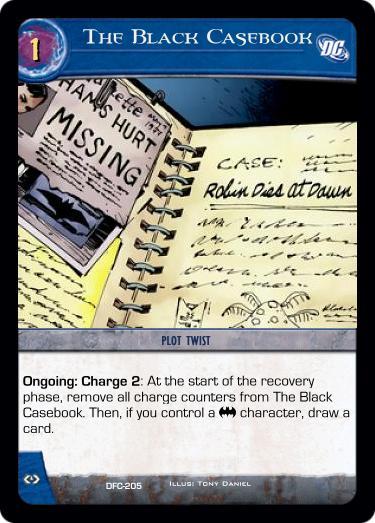 1
THE BLACK CASEBOOK
DC
HANS HURT
MISSING
CASE:
Robin Dies At Dawn
PLOT TWIST
Ongoing: Charge 2: At the start of the recovery
phase, remove all charge counters from The Black
Casebook. Then, if you control a character, draw a
card.
DFC-205
ILLUS: TONY DANIEL